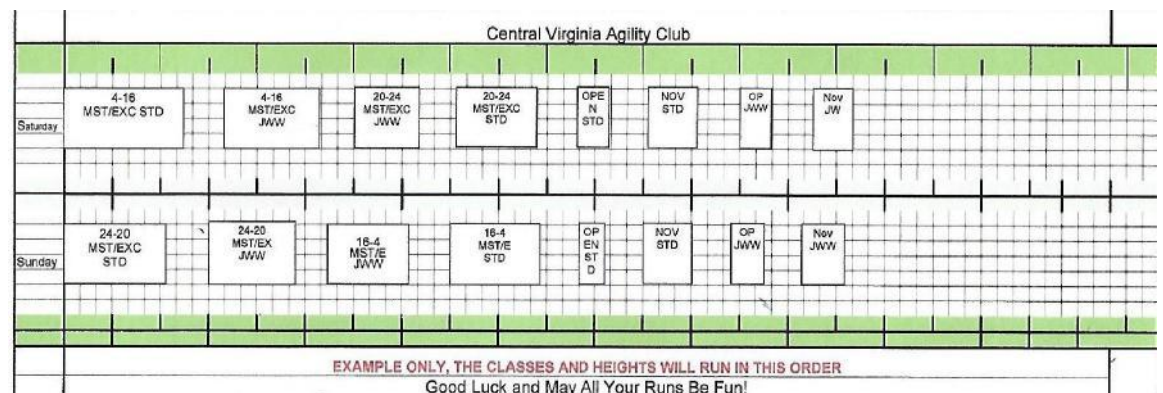 Central Virginia Agility Club
Saturday
4-16
MST/EXC STD
4-16
MST/EXC
JWW
20-24
MST/EXC
JWW
20-24
MST/EXC
STD
OPE
N
STD
NOV
STD
OP
JWW
Nov
JW
Sunday
24-20
MST/EXC
STD
24-20
MST/EX
JWW
16-4
MST/E
JWW
16-4
MST/E
STD
OP
EN ST
D
NOV
STD
OP
JWW
Nov
JWW
EXAMPLE ONLY, THE CLASSES AND HEIGHTS WILL RUN IN THIS ORDER
Good Luck and May All Your Runs Be Fun!